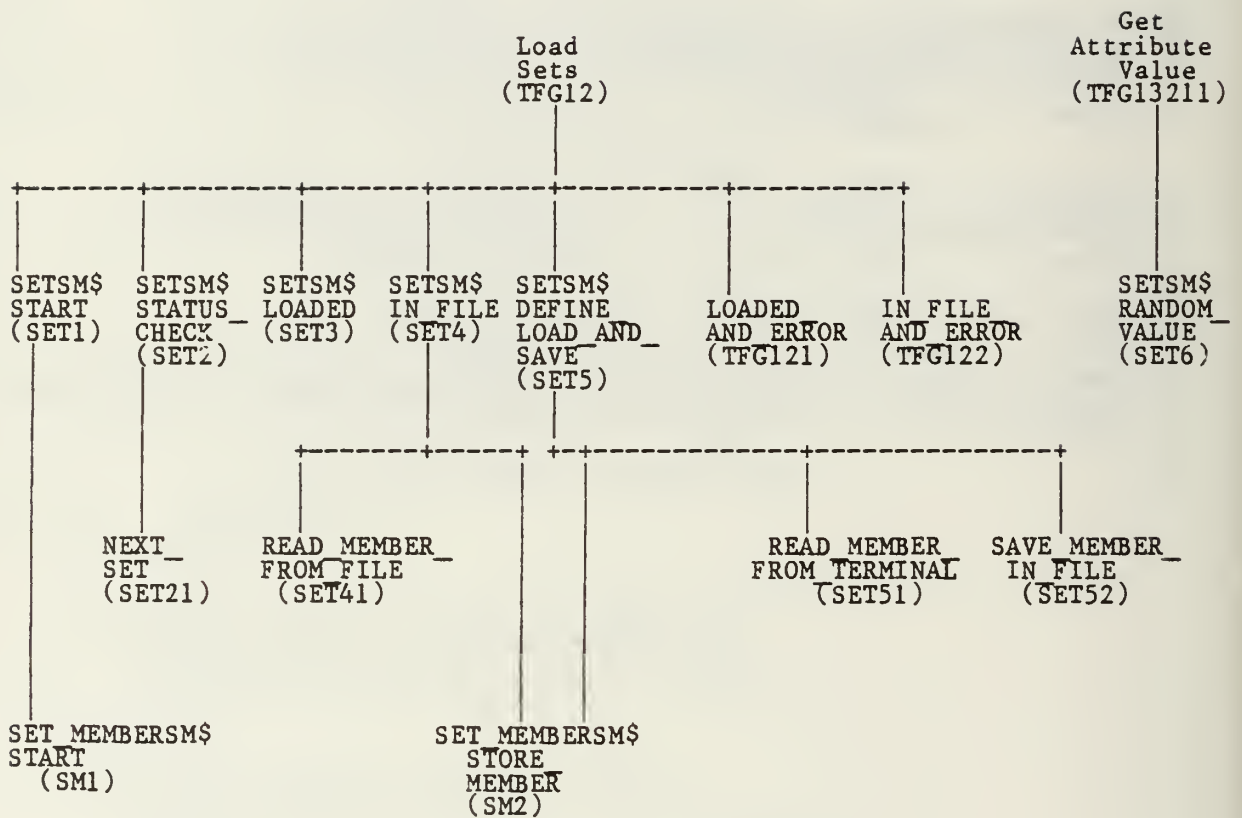 Load
Sets
(TFG12)
Get
Attribute
Value
(TFG13211)
SETSM$
START
(SET1)
SETSM$
STATUS_
CHECK
(SET2)
SETSM$
LOADED
(SET3)
SETSM$
IN_FILE
(SET4)
SETSM$
DEFINE_
LOAD_AND_
SAVE
(SET5)
LOADED_
AND_ERROR
(TFG121)
IN_FILE_
AND_ERROR
(TFG122)
SETSM$
RANDOM_
VALUE
(SET6)
NEXT_
SET
(SET21)
READ_MEMBER_
FROM_FILE
(SET41)
READ_MEMBER_
FROM_TERMINAL
(SET51)
SAVE_MEMBER_
IN_FILE
(SET52)
SET_MEMBERSM$
START
(SM1)
SET_MEMBERSM$
STORE_
MEMBER
(SM2)